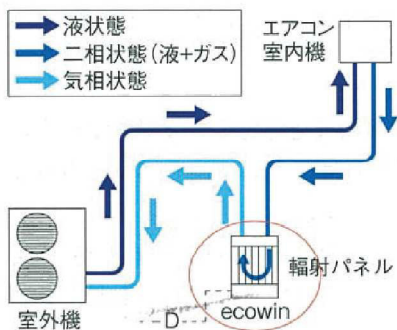 液状態
二相状態(液+ガス)
気相状態
エアコン
室内機
輻射パネル
室外機
D
ecowin